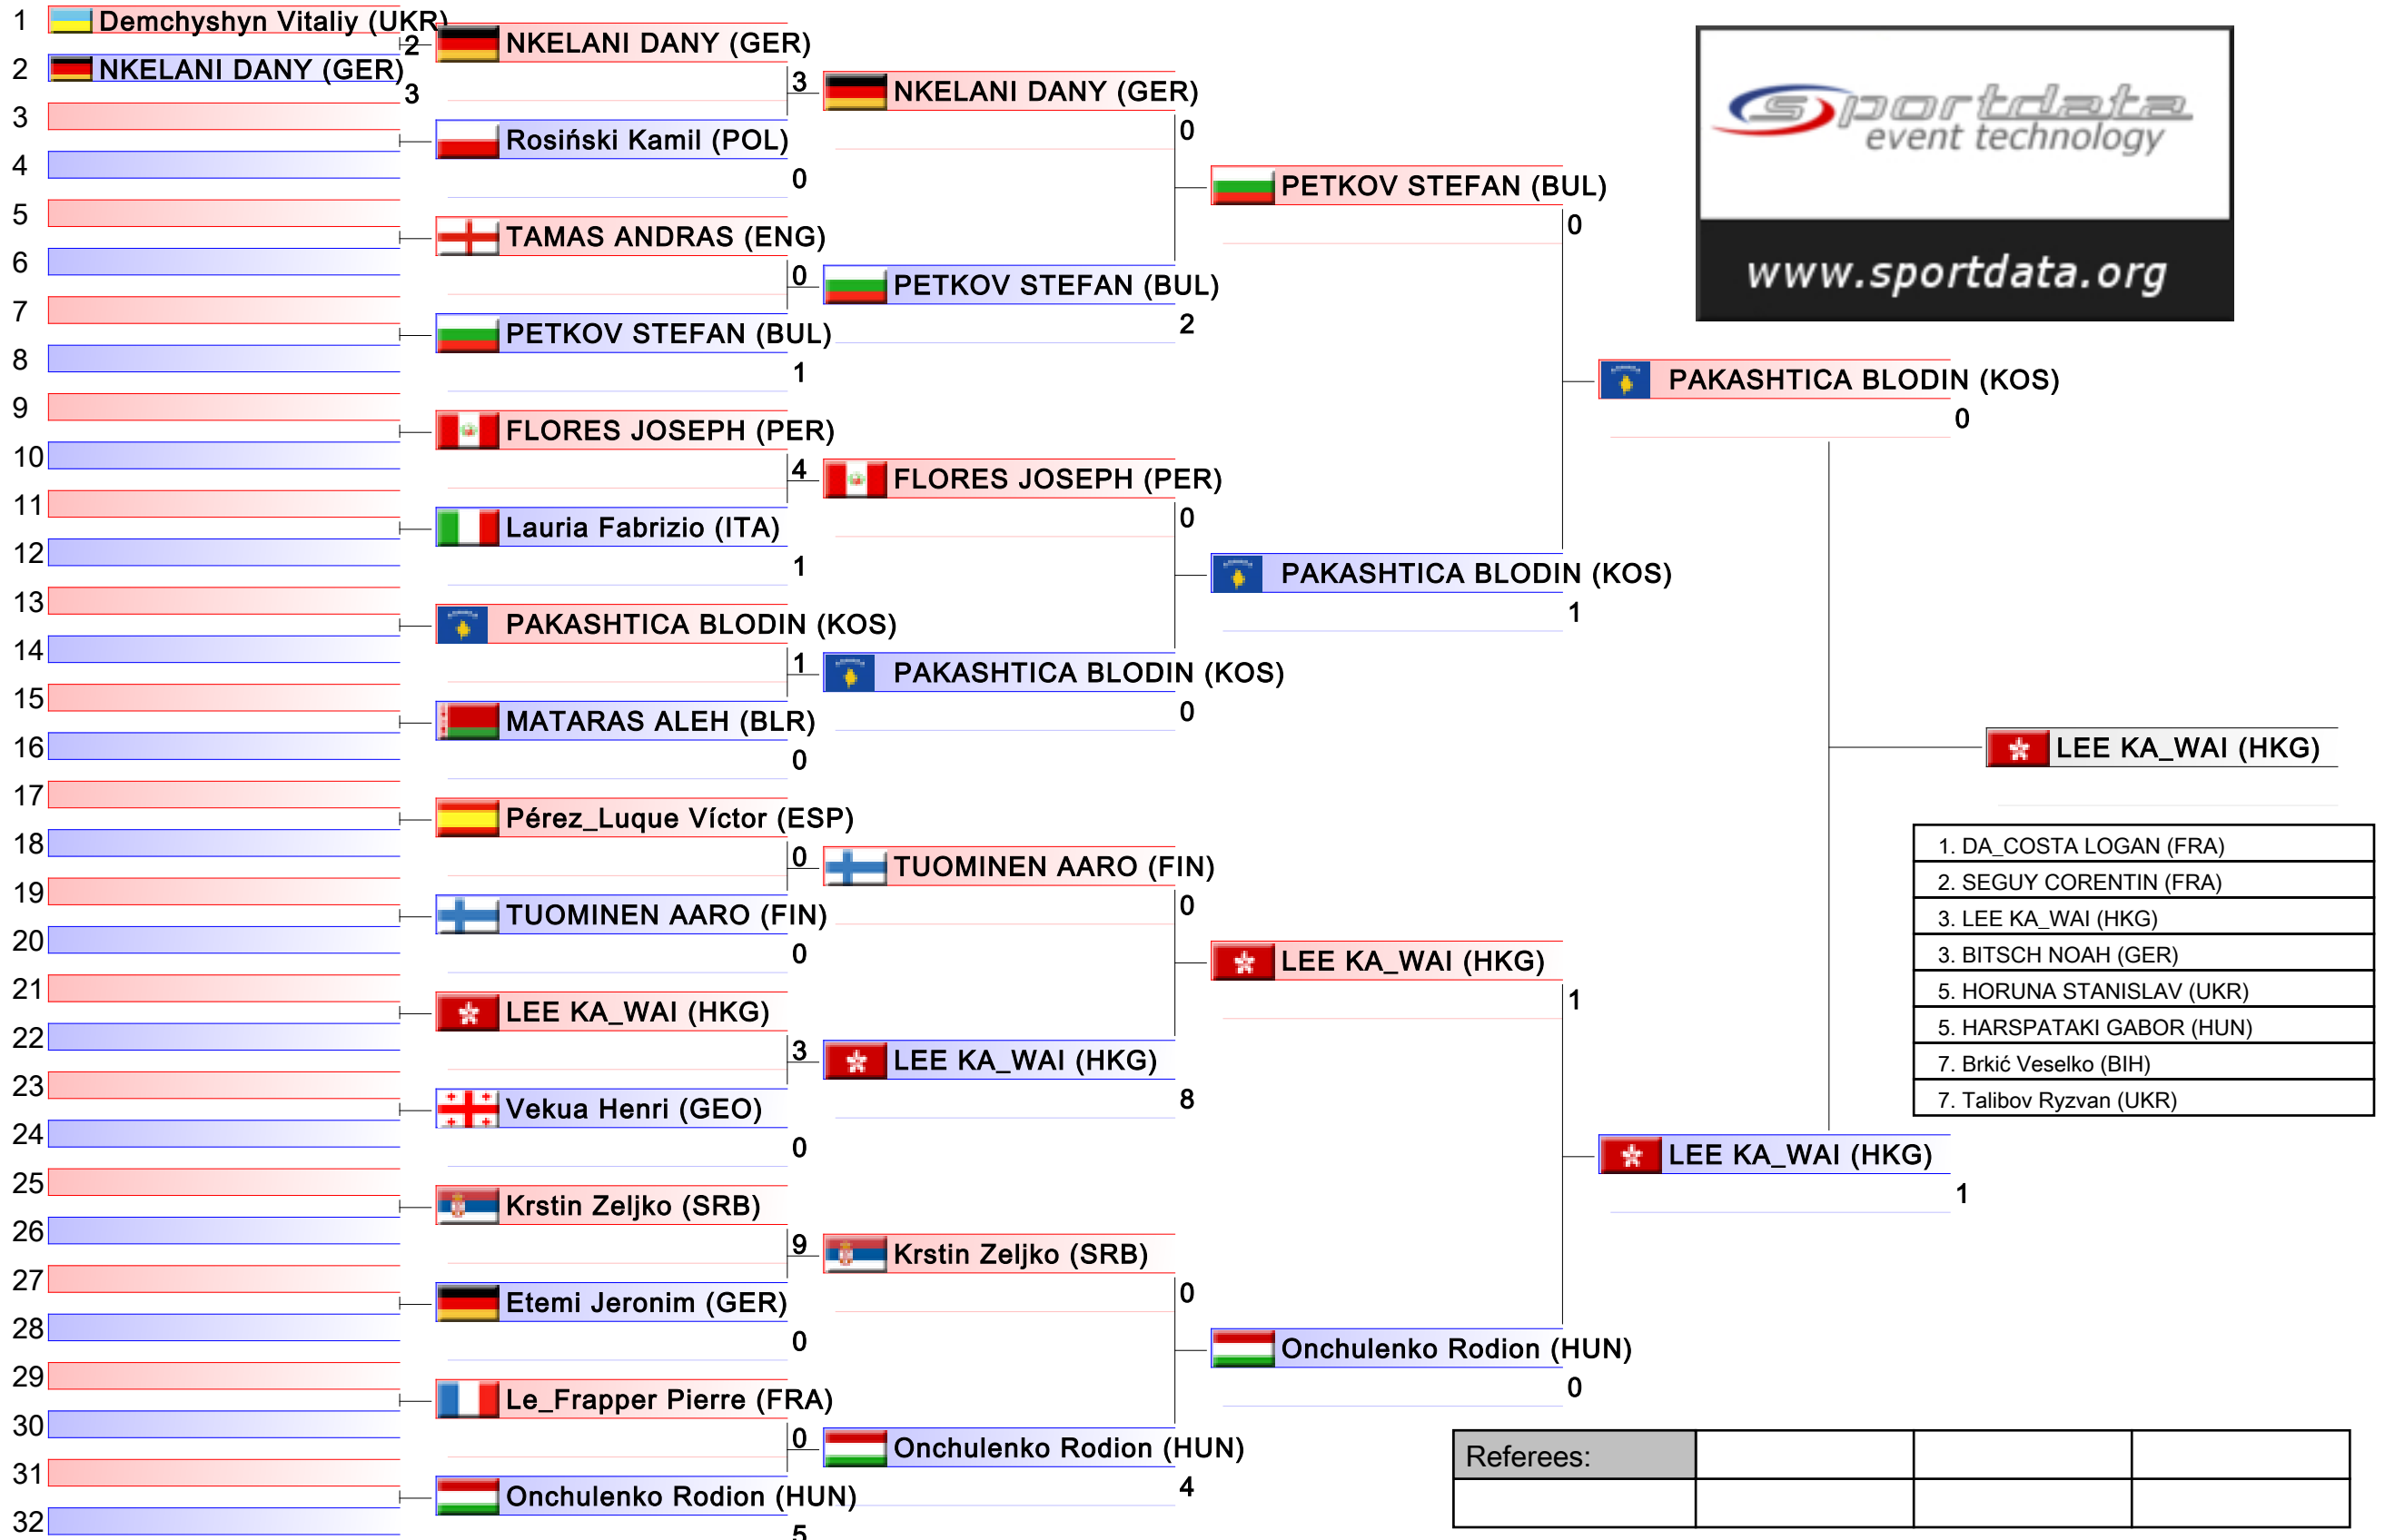 1 Demchyshyn Vitaliy (UKR)
2
2 NKELANI DANY (GER)
3
3
4
5
6
7
8
9
10
11
12
13
14
15
16
17
18
19
20
21
22
23
24
25
26
27
28
29
30
31
32
NKELANI DANY (GER)
3
Rosiński Kamil (POL)
0
TAMAS ANDRAS (ENG)
0
PETKOV STEFAN (BUL)
1
FLORES JOSEPH (PER)
4
Lauria Fabrizio (ITA)
1
PAKASHTICA BLODIN (KOS)
1
MATARAS ALEH (BLR)
0
Pérez_Luque Víctor (ESP)
0
TUOMINEN AARO (FIN)
0
LEE KA_WAI (HKG)
3
Vekua Henri (GEO)
0
Krstin Zeljko (SRB)
9
Etemi Jeronim (GER)
0
Le_Frapper Pierre (FRA)
0
Onchulenko Rodion (HUN)
5
NKELANI DANY (GER)
0
PETKOV STEFAN (BUL)
2
FLORES JOSEPH (PER)
0
PAKASHTICA BLODIN (KOS)
0
TUOMINEN AARO (FIN)
0
LEE KA_WAI (HKG)
8
Krstin Zeljko (SRB)
0
Onchulenko Rodion (HUN)
4
PETKOV STEFAN (BUL)
0
PAKASHTICA BLODIN (KOS)
1
LEE KA_WAI (HKG)
1
Onchulenko Rodion (HUN)
0
PAKASHTICA BLODIN (KOS)
0
LEE KA_WAI (HKG)
1
LEE KA_WAI (HKG)
sportdata
event technology
www.sportdata.org
1. DA_COSTA LOGAN (FRA)
2. SEGUY CORENTIN (FRA)
3. LEE KA_WAI (HKG)
3. BITSCH NOAH (GER)
5. HORUNA STANISLAV (UKR)
5. HARSPATAKI GABOR (HUN)
7. Brkić Veselko (BIH)
7. Talibov Ryzvan (UKR)
Referees: